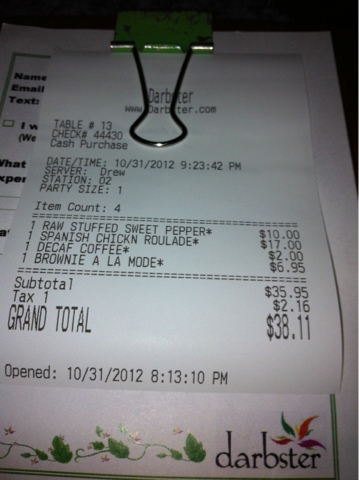 Name
Email
Text:
Darbster
www.Darbster.com
I w
(We
TABLE # 13
CHECK# 44430
Cash Purchase
What
exper
DATE/TIME: 10/31/2012 9:23:42 PM
SERVER: Drew
STATION: 02
PARTY SIZE: 1
Item Count: 4
1 RAW STUFFED SWEET PEPPER* $10.00
1 SPANISH CHICKN ROULADE* $17.00
1 DECAF COFFEE* $2.00
1 BROWNIE A LA MODE* $6.95
Subtotal $35.95
Tax 1 $2.16
GRAND TOTAL $38.11
Opened: 10/31/2012 8:13:10 PM
darbster